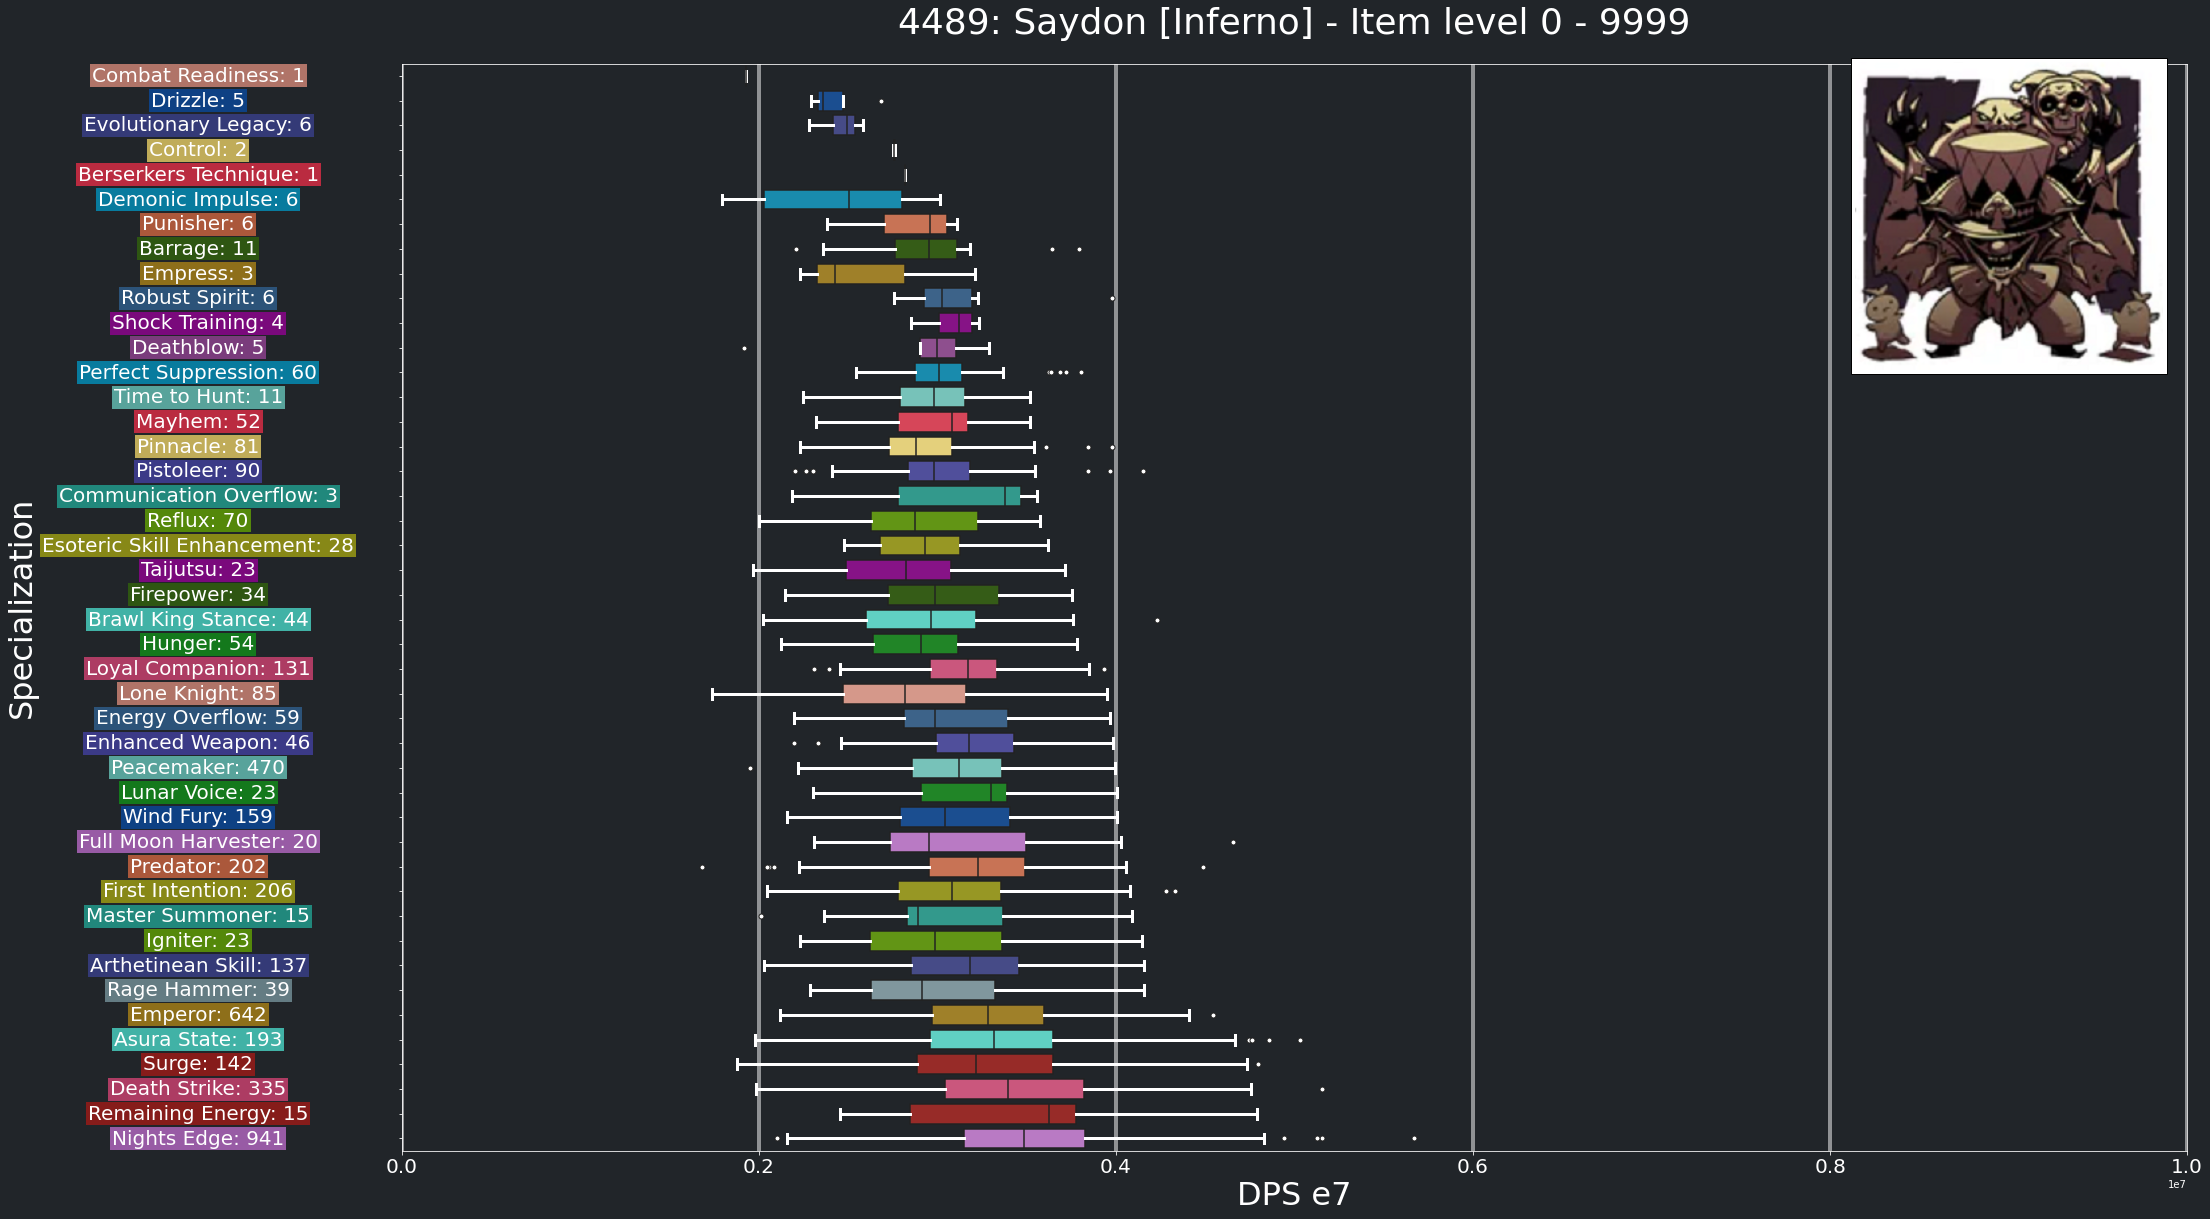 4489: Saydon [Inferno] - Item level 0 - 9999
Specialization
Combat Readiness: 1
Drizzle: 5
Evolutionary Legacy: 6
Control: 2
Berserkers Technique: 1
Demonic Impulse: 6
Punisher: 6
Barrage: 11
Empress: 3
Robust Spirit: 6
Shock Training: 4
Deathblow: 5
Perfect Suppression: 60
Time to Hunt: 11
Mayhem: 52
Pinnacle: 81
Pistoleer: 90
Communication Overflow: 3
Reflux: 70
Esoteric Skill Enhancement: 28
Taijutsu: 23
Firepower: 34
Brawl King Stance: 44
Hunger: 54
Loyal Companion: 131
Lone Knight: 85
Energy Overflow: 59
Enhanced Weapon: 46
Peacemaker: 470
Lunar Voice: 23
Wind Fury: 159
Full Moon Harvester: 20
Predator: 202
First Intention: 206
Master Summoner: 15
Igniter: 23
Arthetinean Skill: 137
Rage Hammer: 39
Emperor: 642
Asura State: 193
Surge: 142
Death Strike: 335
Remaining Energy: 15
Nights Edge: 941
0.0 0.2 0.4 0.6 0.8 1.0
1e7
DPS e7